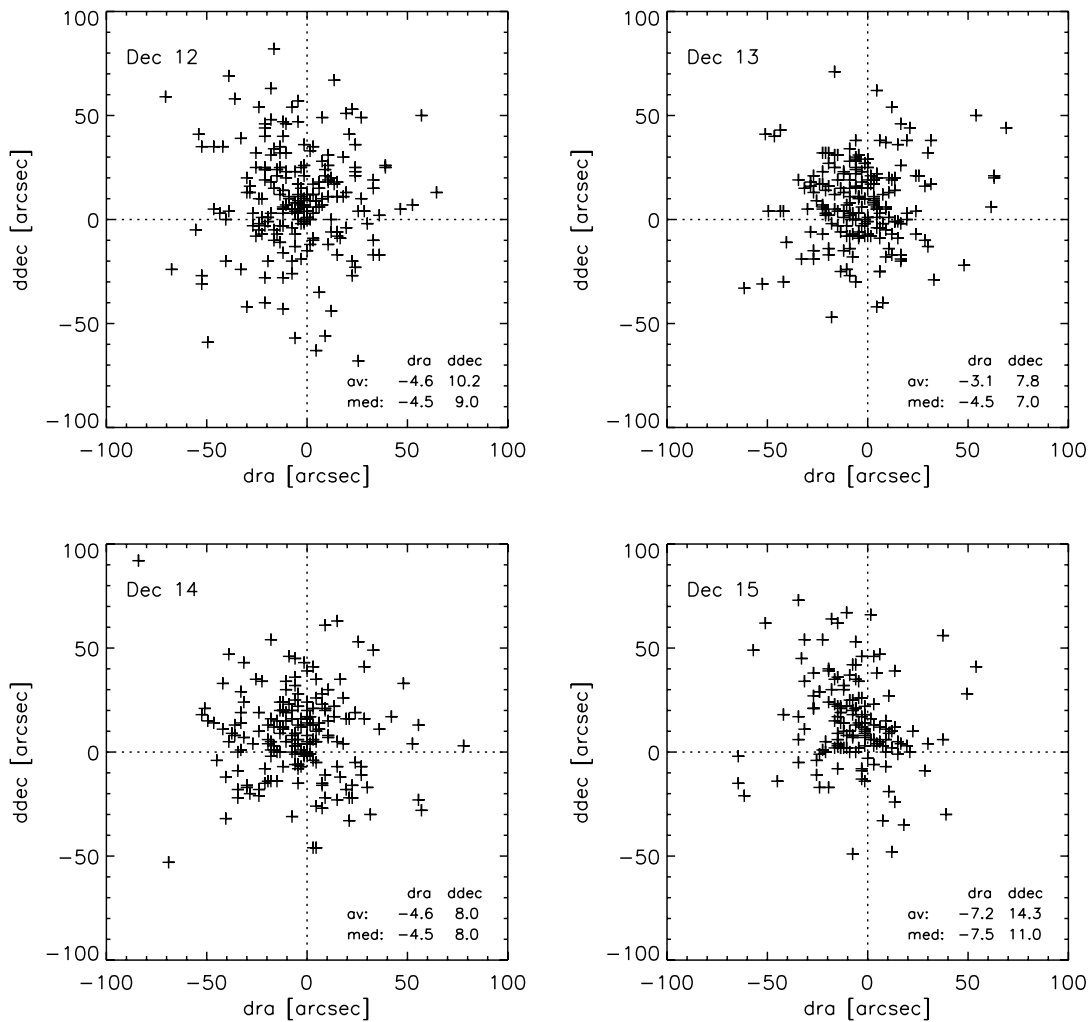 100
Dec 12
50
ddec [arcsec]
0
−50
dra ddec
av: −4.6 10.2
med: −4.5 9.0
−100
−100 −50 0 50 100
dra [arcsec]
100
Dec 13
50
ddec [arcsec]
0
−50
dra ddec
av: −3.1 7.8
med: −4.5 7.0
−100
−100 −50 0 50 100
dra [arcsec]
100
Dec 14
50
ddec [arcsec]
0
−50
dra ddec
av: −4.6 8.0
med: −4.5 8.0
−100
−100 −50 0 50 100
dra [arcsec]
100
Dec 15
50
ddec [arcsec]
0
−50
dra ddec
av: −7.2 14.3
med: −7.5 11.0
−100
−100 −50 0 50 100
dra [arcsec]